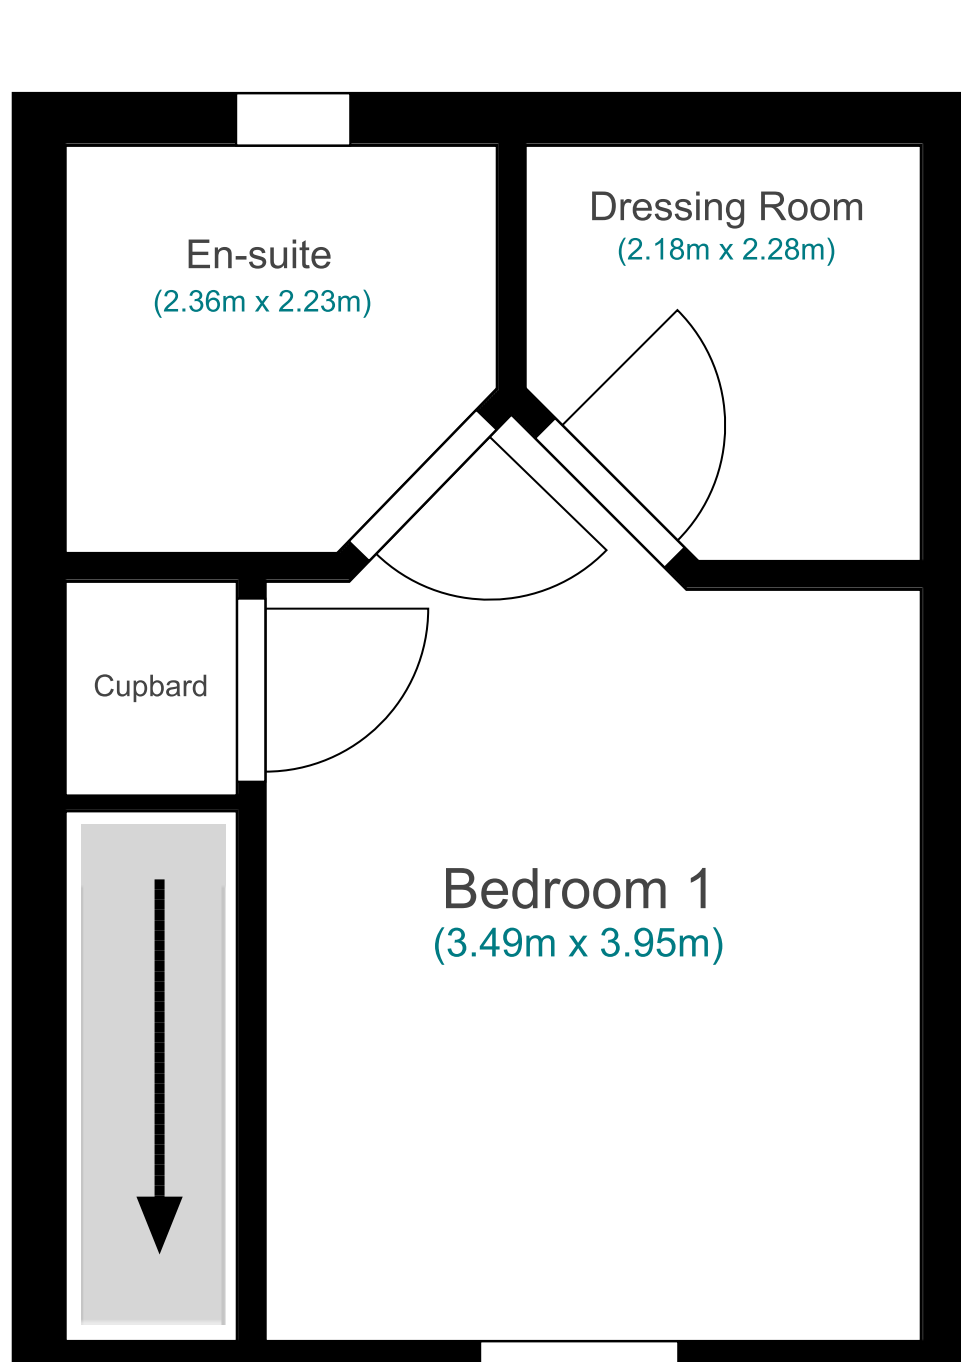 En-suite
(2.36m x 2.23m)
Dressing Room
(2.18m x 2.28m)
Cupbard
Bedroom 1
(3.49m x 3.95m)